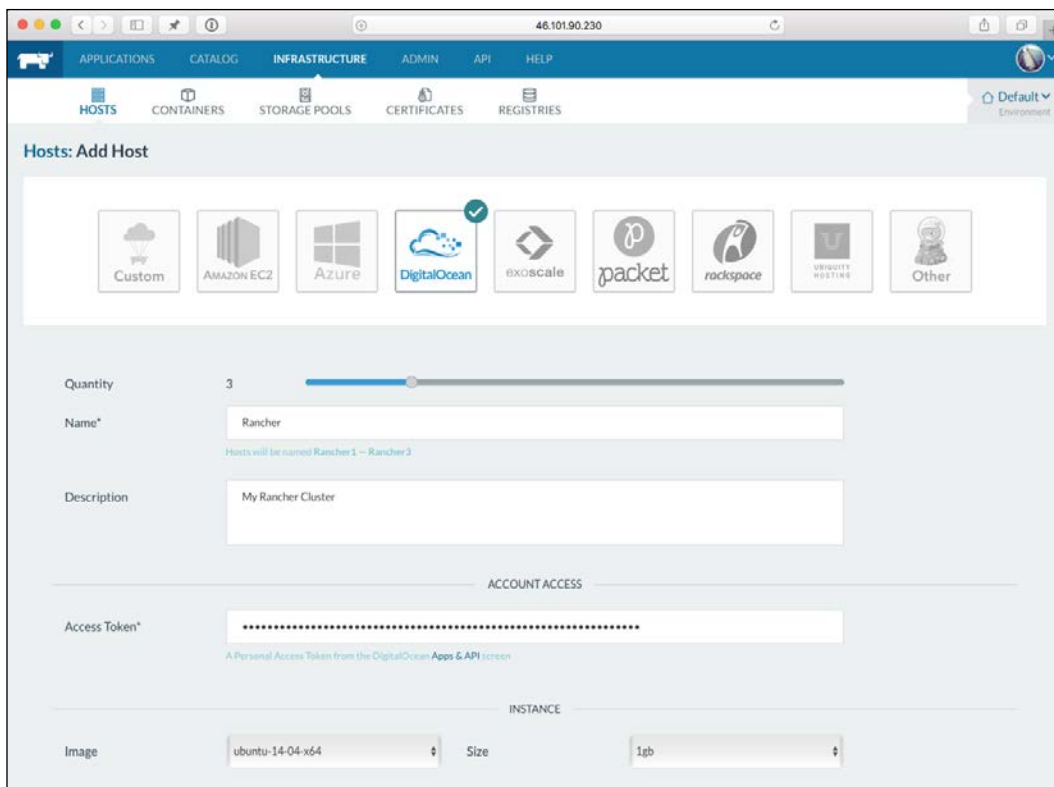 46.101.90.230
APPLICATIONS CATALOG INFRASTRUCTURE ADMIN API HELP
HOSTS CONTAINERS STORAGE POOLS CERTIFICATES REGISTRIES
Default
Environment
Hosts: Add Host
Custom AMAZON EC2 Azure DigitalOcean exoscale packet rackspace UBIQUITY HOSTING Other
Quantity 3
Name* Rancher
Hosts will be named Rancher1 — Rancher3
Description My Rancher Cluster
ACCOUNT ACCESS
Access Token*
A Personal Access Token from the DigitalOcean Apps & API screen
INSTANCE
Image ubuntu-14-04-x64 Size 1gb